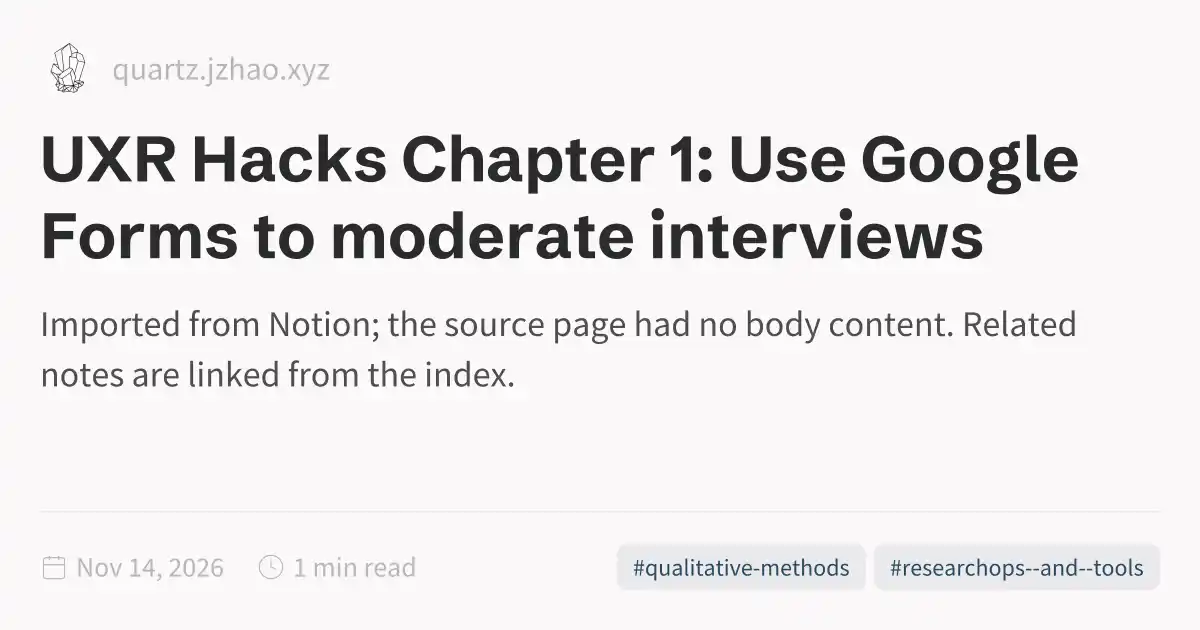 quartz.jzhao.xyz
UXR Hacks Chapter 1: Use Google
Forms to moderate interviews
Imported from Notion; the source page had no body content. Related
notes are linked from the index.
Nov 14, 2026
1 min read
#qualitative-methods
#researchops--and--tools